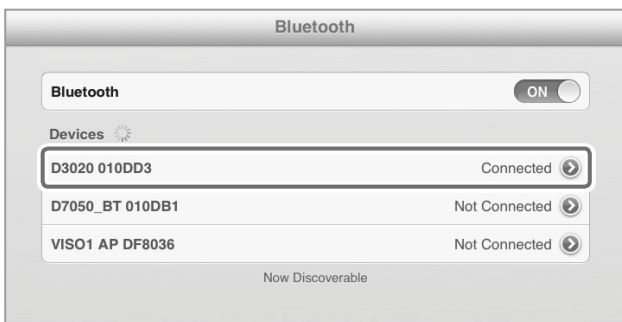 Bluetooth
Bluetooth ON
Devices
D3020 010DD3 Connected
D7050_BT 010DB1 Not Connected
VISO1 AP DF8036 Not Connected
Now Discoverable